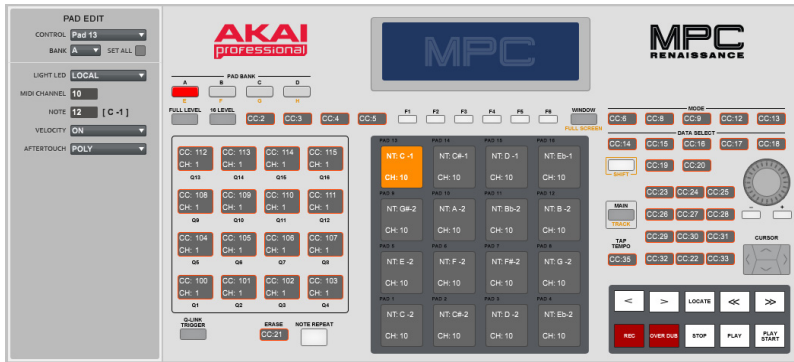 PAD EDIT
CONTROL Pad 13
BANK A SET ALL
LIGHT LED LOCAL
MIDI CHANNEL 10
NOTE 12 [ C -1 ]
VELOCITY ON
AFTERTOUCH POLY
AKAI
professional
MPC
MPC
RENAISSANCE
PAD BANK
A B C D
E F G H
FULL LEVEL 16 LEVEL CC:2 CC:3 CC:4 CC:5 F1 F2 F3 F4 F5 F6 WINDOW
FULL SCREEN
MODE
CC:6 CC:8 CC:9 CC:12 CC:13
DATA SELECT
CC:14 CC:15 CC:16 CC:17 CC:18
SHIFT CC:19 CC:20
CC:23 CC:24 CC:25
- +
MAIN
TRACK
CC:26 CC:27 CC:28
TAP
TEMPO
CC:29 CC:30 CC:31
CC:35 CC:32 CC:22 CC:33
CURSOR
CC: 112 CC: 113 CC: 114 CC: 115
CH: 1 CH: 1 CH: 1 CH: 1
Q13 Q14 Q15 Q16
CC: 108 CC: 109 CC: 110 CC: 111
CH: 1 CH: 1 CH: 1 CH: 1
Q9 Q10 Q11 Q12
CC: 104 CC: 105 CC: 106 CC: 107
CH: 1 CH: 1 CH: 1 CH: 1
Q5 Q6 Q7 Q8
CC: 100 CC: 101 CC: 102 CC: 103
CH: 1 CH: 1 CH: 1 CH: 1
Q1 Q2 Q3 Q4
Q-LINK
TRIGGER
ERASE
CC:21
NOTE REPEAT
PAD 13 PAD 14 PAD 15 PAD 16
NT: C -1 NT: C#-1 NT: D -1 NT: Eb-1
CH: 10 CH: 10 CH: 10 CH: 10
PAD 9 PAD 10 PAD 11 PAD 12
NT: G#-2 NT: A -2 NT: Bb-2 NT: B -2
CH: 10 CH: 10 CH: 10 CH: 10
PAD 5 PAD 6 PAD 7 PAD 8
NT: E -2 NT: F -2 NT: F#-2 NT: G -2
CH: 10 CH: 10 CH: 10 CH: 10
PAD 1 PAD 2 PAD 3 PAD 4
NT: C -2 NT: C#-2 NT: D -2 NT: Eb-2
CH: 10 CH: 10 CH: 10 CH: 10
< > LOCATE << >>
REC OVER DUB STOP PLAY PLAY
START